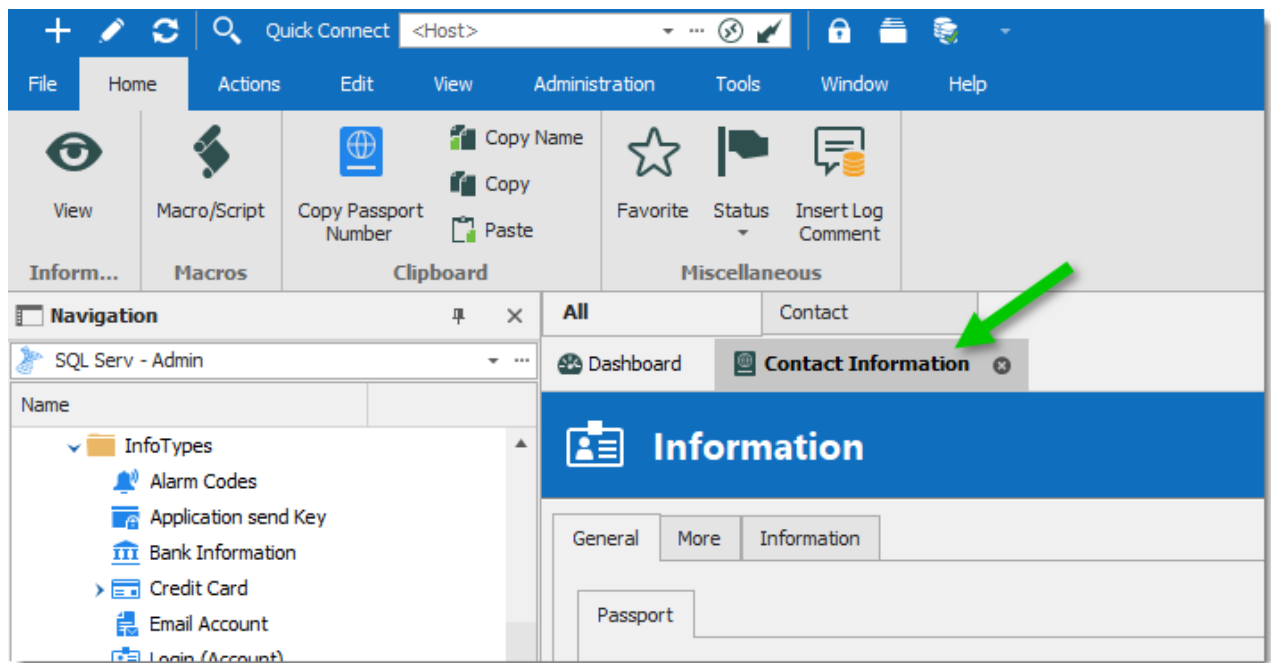 Quick Connect <Host>
File Home Actions Edit View Administration Tools Window Help
View
Macro/Script
Copy Passport
Number
Copy Name
Copy
Paste
Favorite
Status
Insert Log
Comment
Inform... Macros Clipboard Miscellaneous
Navigation
SQL Serv - Admin
Name
InfoTypes
Alarm Codes
Application send Key
Bank Information
Credit Card
Email Account
Login (Account)
All Contact
Dashboard Contact Information
Information
General More Information
Passport